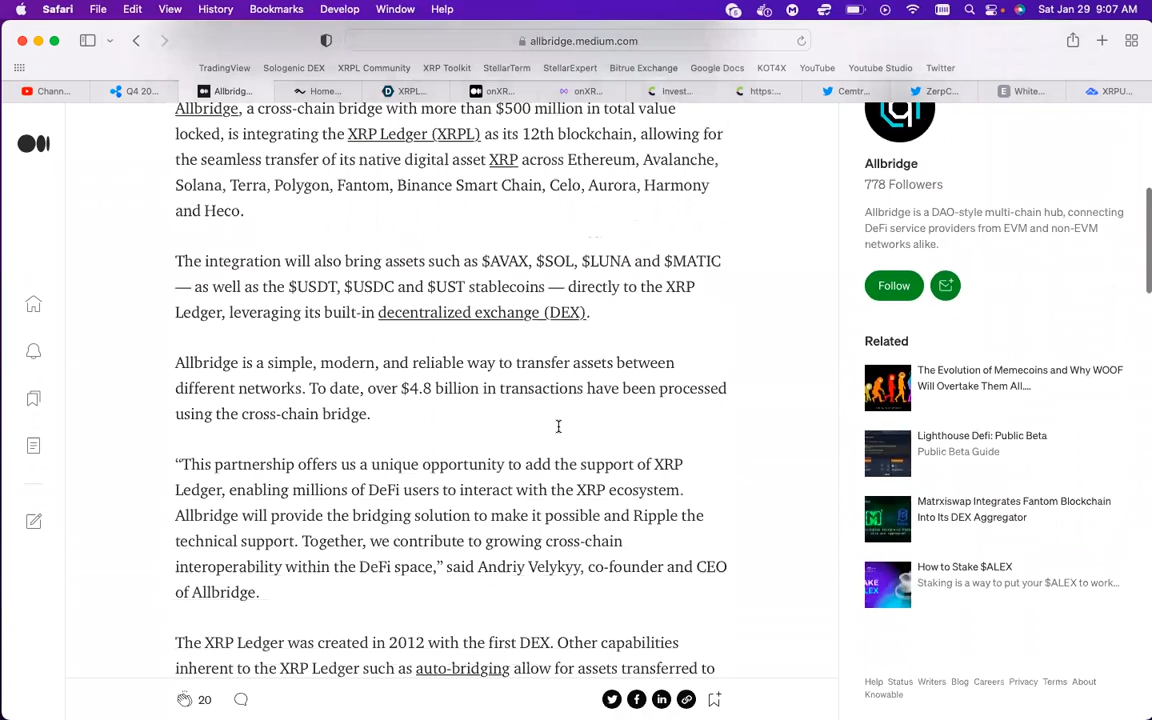 Safari File Edit View History Bookmarks Develop Window Help Sat Jan 29 9:07 AM
allbridge.medium.com
TradingView Sologenic DEX XRPL Community XRP Toolkit StellarTerm StellarExpert Bitrue Exchange Google Docs KOT4X YouTube Youtube Studio Twitter
Chann... Q4 20... Allbridg... Home... XRPL... onXR... onXR... Invest... https:... Cemtr... ZerpC... White... XRPU...
Allbridge, a cross-chain bridge with more than $500 million in total value
locked, is integrating the XRP Ledger (XRPL) as its 12th blockchain, allowing for
the seamless transfer of its native digital asset XRP across Ethereum, Avalanche,
Solana, Terra, Polygon, Fantom, Binance Smart Chain, Celo, Aurora, Harmony
and Heco.
The integration will also bring assets such as $AVAX, $SOL, $LUNA and $MATIC
— as well as the $USDT, $USDC and $UST stablecoins — directly to the XRP
Ledger, leveraging its built-in decentralized exchange (DEX).
Allbridge is a simple, modern, and reliable way to transfer assets between
different networks. To date, over $4.8 billion in transactions have been processed
using the cross-chain bridge.
“This partnership offers us a unique opportunity to add the support of XRP
Ledger, enabling millions of DeFi users to interact with the XRP ecosystem.
Allbridge will provide the bridging solution to make it possible and Ripple the
technical support. Together, we contribute to growing cross-chain
interoperability within the DeFi space,” said Andriy Velykyy, co-founder and CEO
of Allbridge.
The XRP Ledger was created in 2012 with the first DEX. Other capabilities
inherent to the XRP Ledger such as auto-bridging allow for assets transferred to
20
Allbridge
778 Followers
Allbridge is a DAO-style multi-chain hub, connecting
DeFi service providers from EVM and non-EVM
networks alike.
Follow
Related
The Evolution of Memecoins and Why WOOF
Will Overtake Them All....
Lighthouse Defi: Public Beta
Public Beta Guide
Matrxiswap Integrates Fantom Blockchain
Into Its DEX Aggregator
How to Stake $ALEX
Staking is a way to put your $ALEX to work...
Help Status Writers Blog Careers Privacy Terms About
Knowable